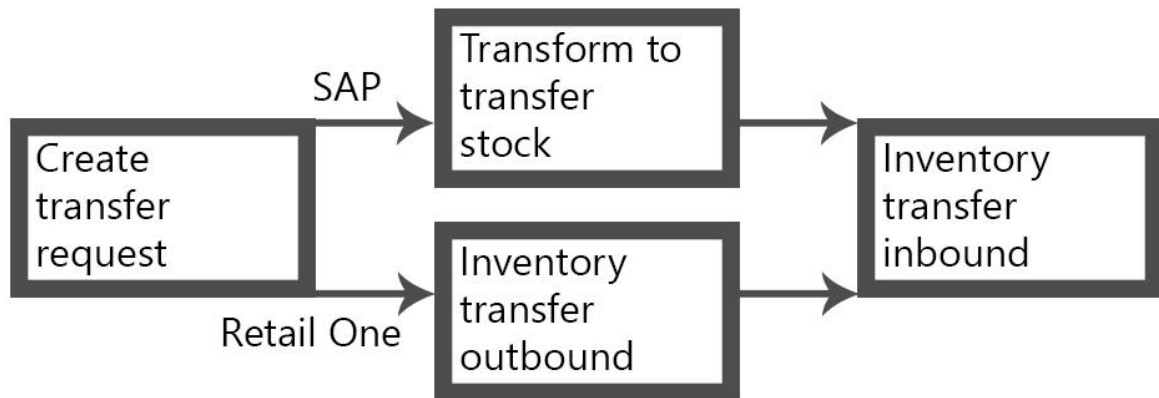 Create
transfer
request
SAP
Transform to
transfer
stock
Retail One
Inventory
transfer
outbound
Inventory
transfer
inbound